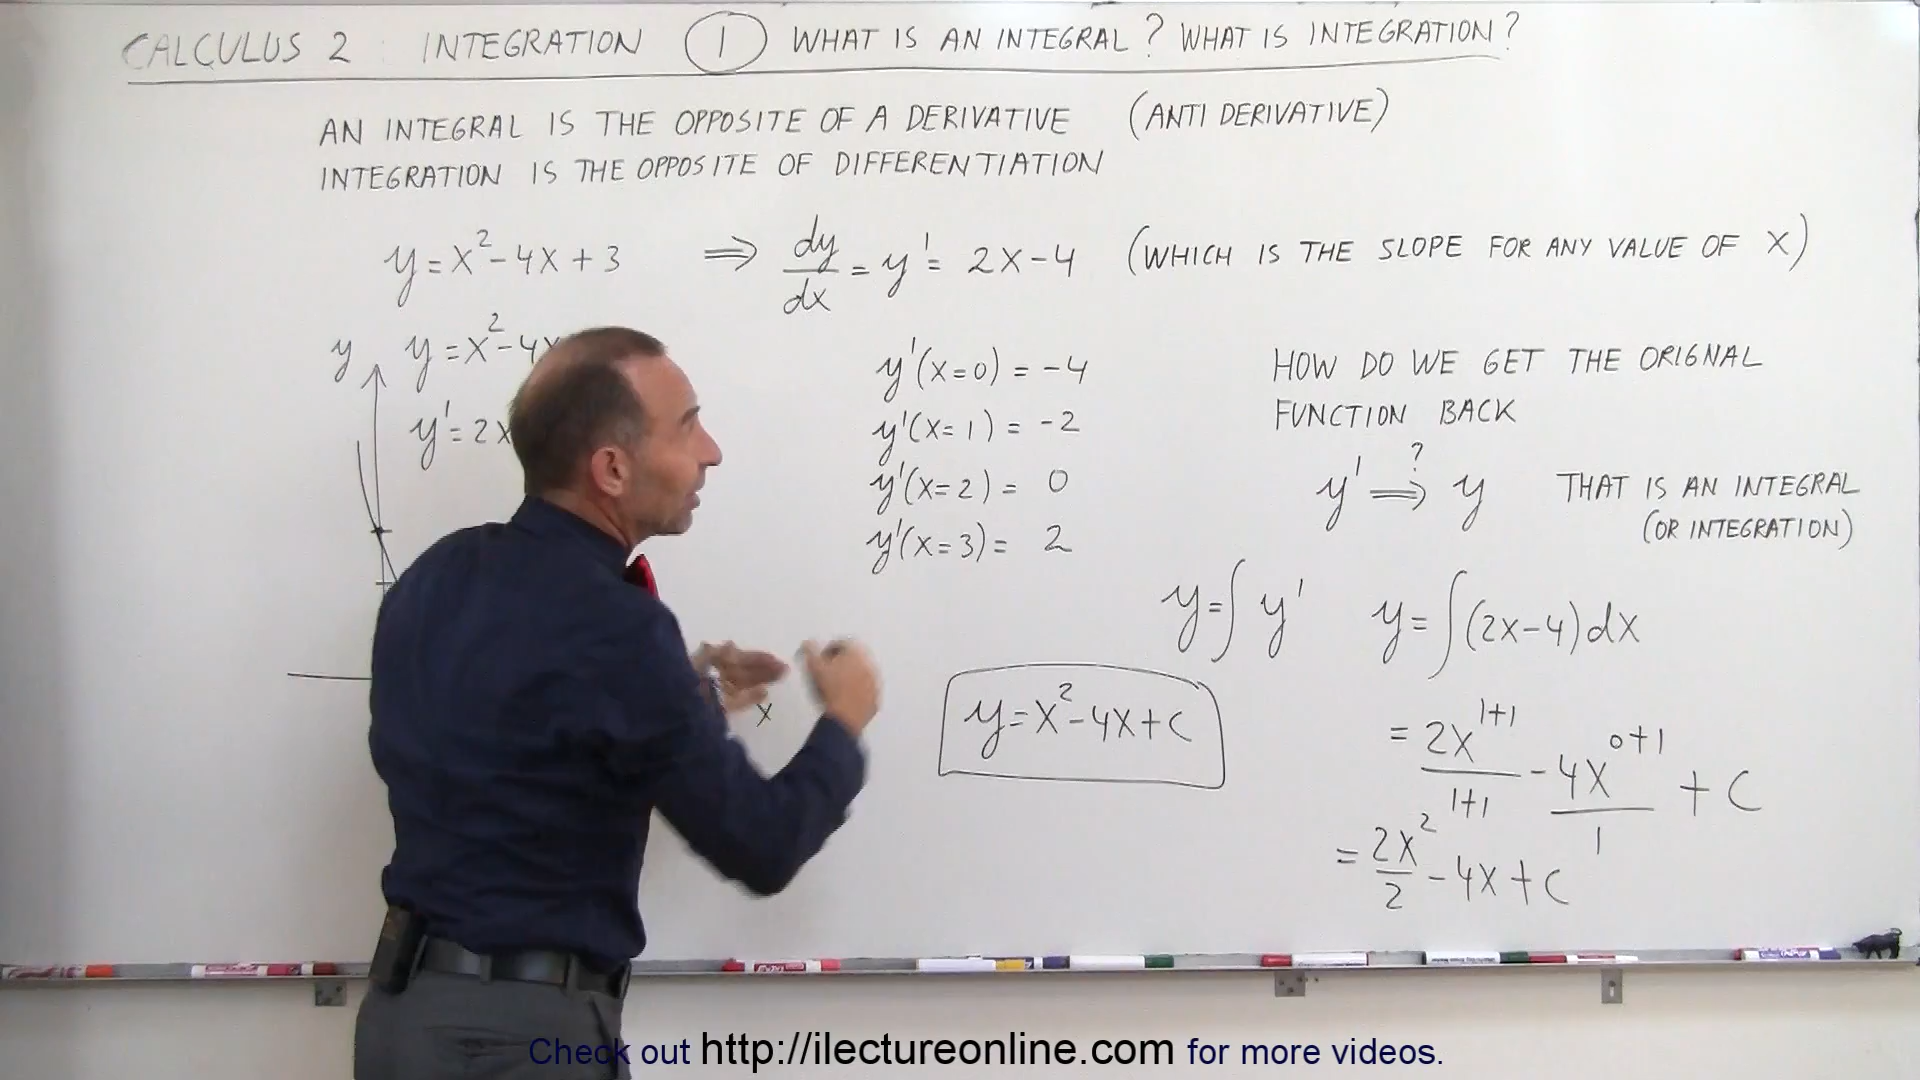 CALCULUS 2 : INTEGRATION ① WHAT IS AN INTEGRAL? WHAT IS INTEGRATION?
AN INTEGRAL IS THE OPPOSITE OF A DERIVATIVE (ANTI DERIVATIVE)
INTEGRATION IS THE OPPOSITE OF DIFFERENTIATION
y = x² - 4x + 3 ⟹ dy/dx = y' = 2x - 4 (WHICH IS THE SLOPE FOR ANY VALUE OF X)
y
y = x² - 4x
y' = 2x
x
y'(x=0) = -4
y'(x=1) = -2
y'(x=2) = 0
y'(x=3) = 2
HOW DO WE GET THE ORIGNAL
FUNCTION BACK
y' ⟹? y THAT IS AN INTEGRAL
(OR INTEGRATION)
y = ∫ y' y = ∫ (2x - 4) dx
y = x² - 4x + C
= 2x^(1+1)/(1+1) - 4x^(0+1)/1 + C
= 2x²/2 - 4x + C
Check out http://ilectureonline.com for more videos.